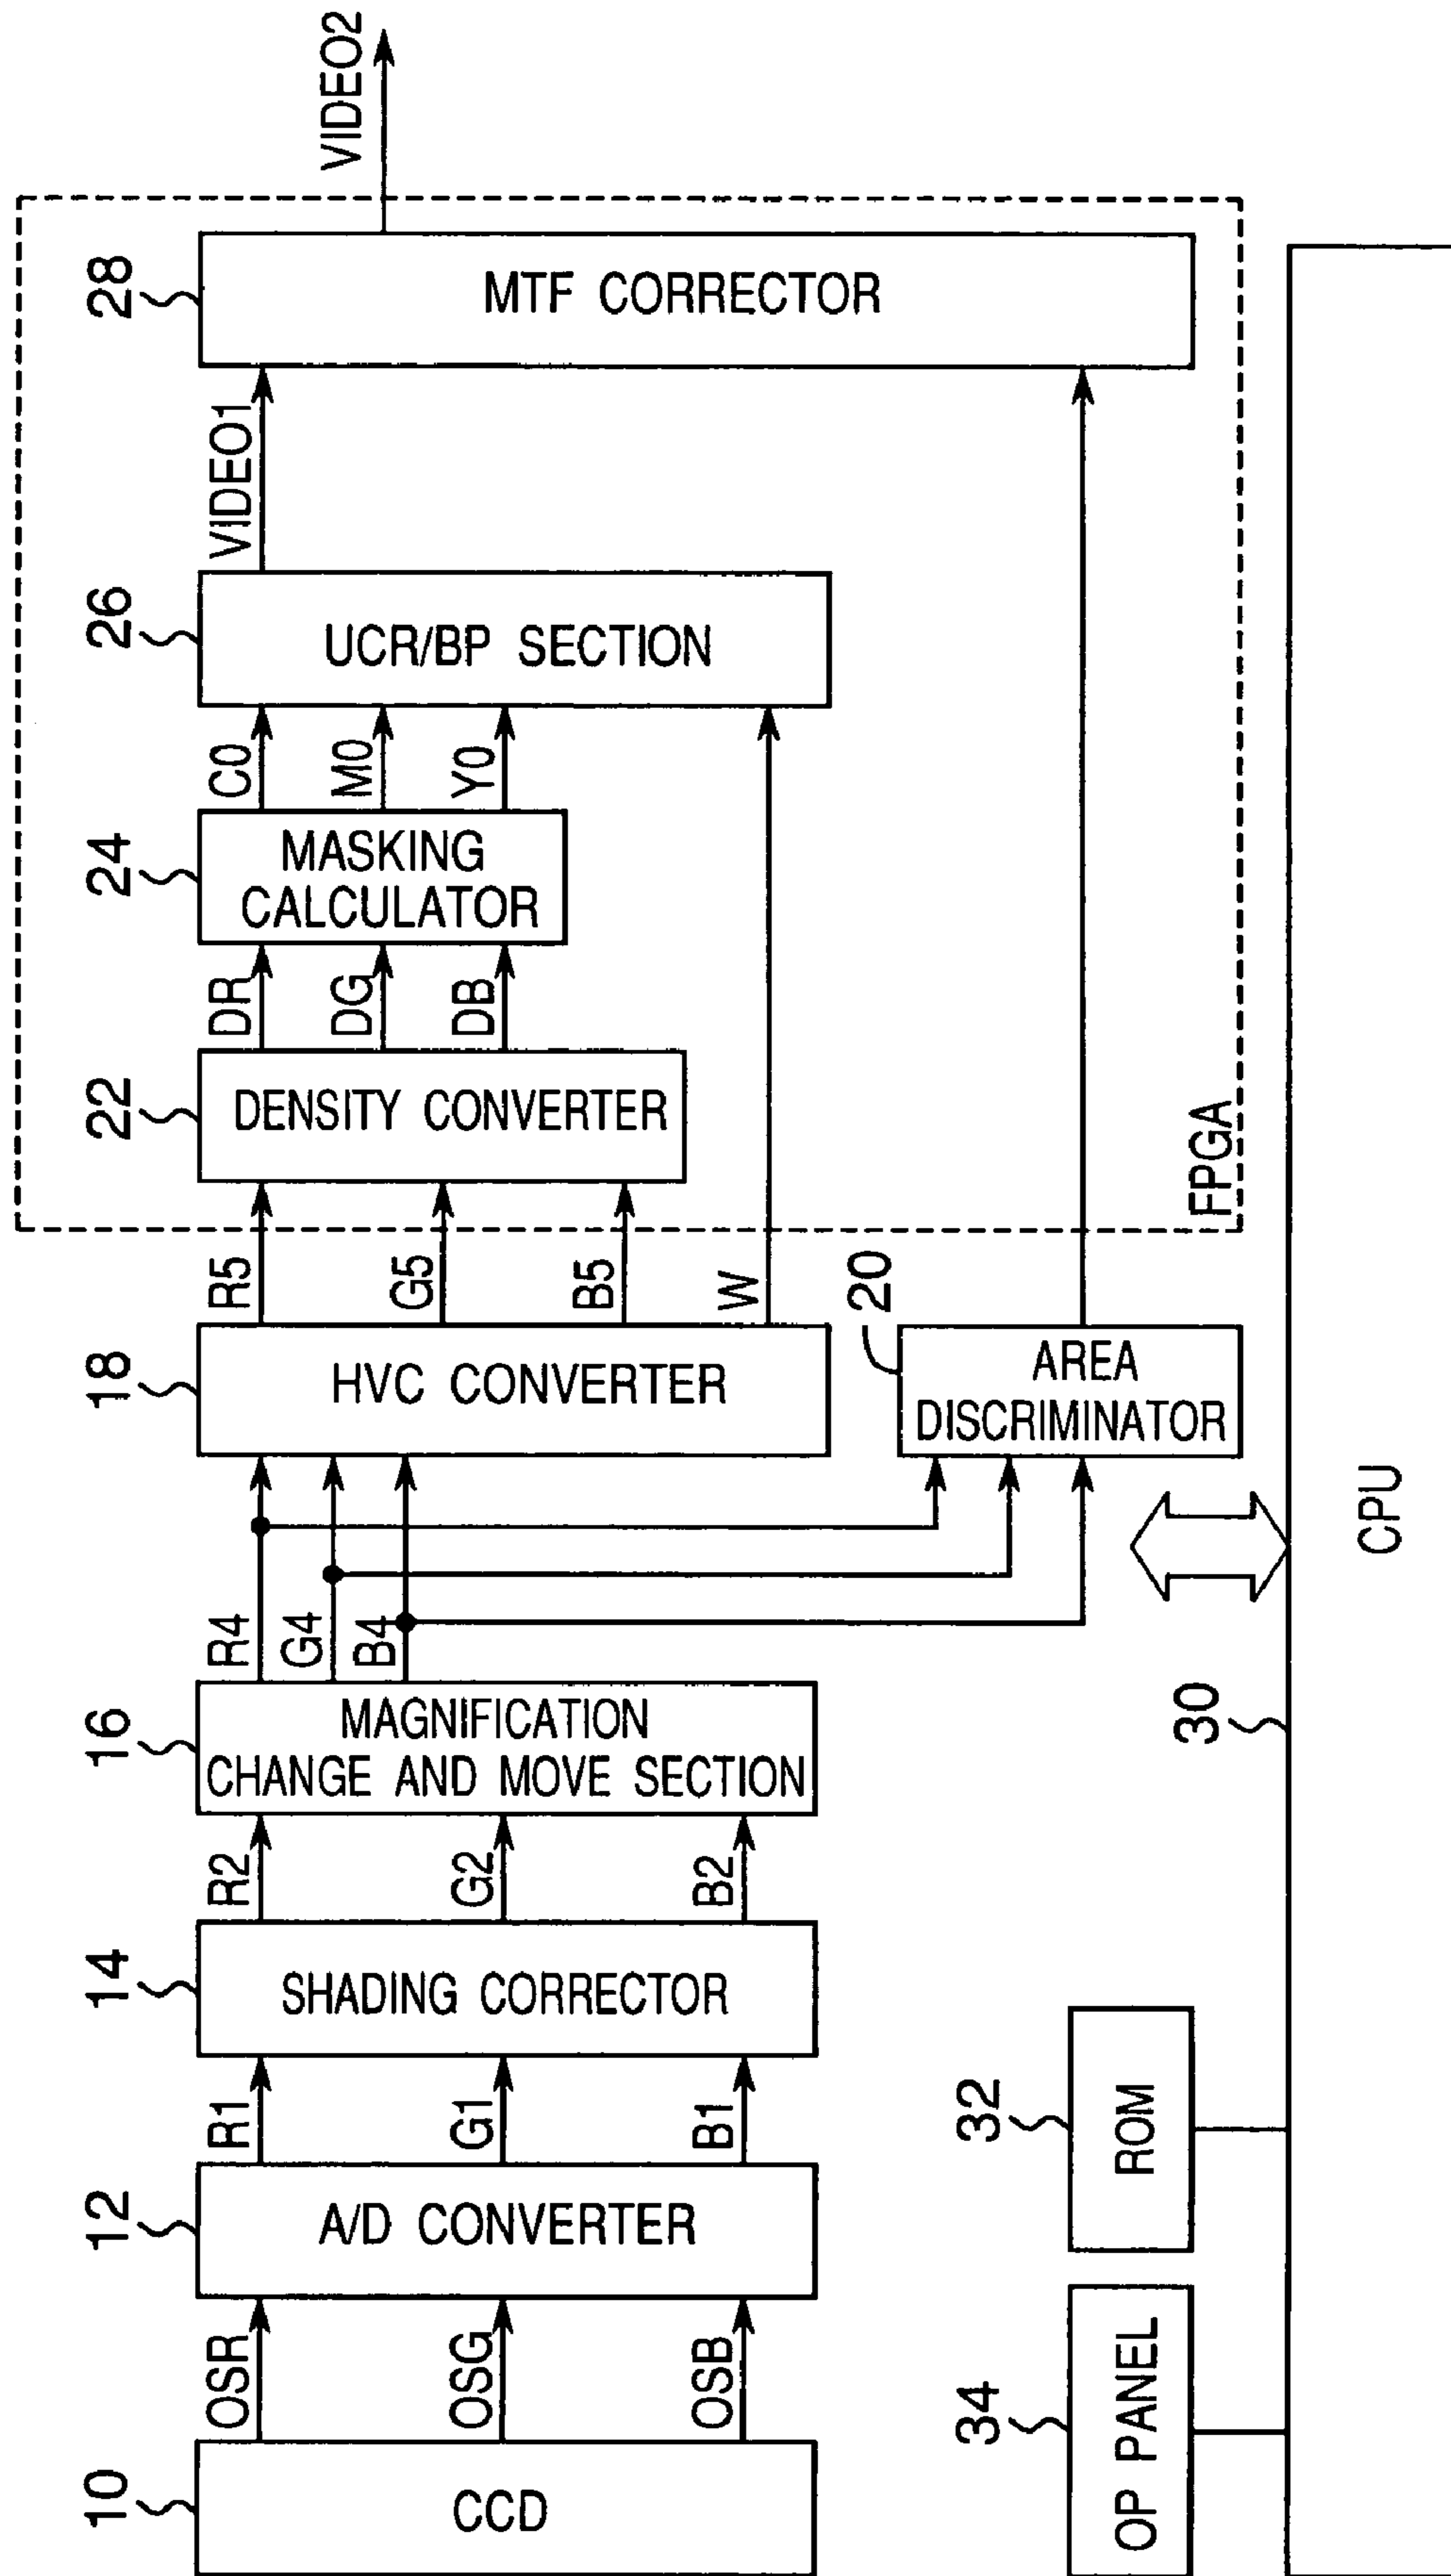 10
CCD
OSR
OSG
OSB
12
A/D CONVERTER
R1
G1
B1
14
SHADING CORRECTOR
R2
G2
B2
16
MAGNIFICATION
CHANGE AND MOVE SECTION
R4
G4
B4
18
HVC CONVERTER
20
AREA
DISCRIMINATOR
R5
G5
B5
W
FPGA
22
DENSITY CONVERTER
DR
DG
DB
24
MASKING
CALCULATOR
C0
M0
Y0
26
UCR/BP SECTION
VIDEO1
28
MTF CORRECTOR
VIDEO2
34
OP PANEL
32
ROM
30
CPU